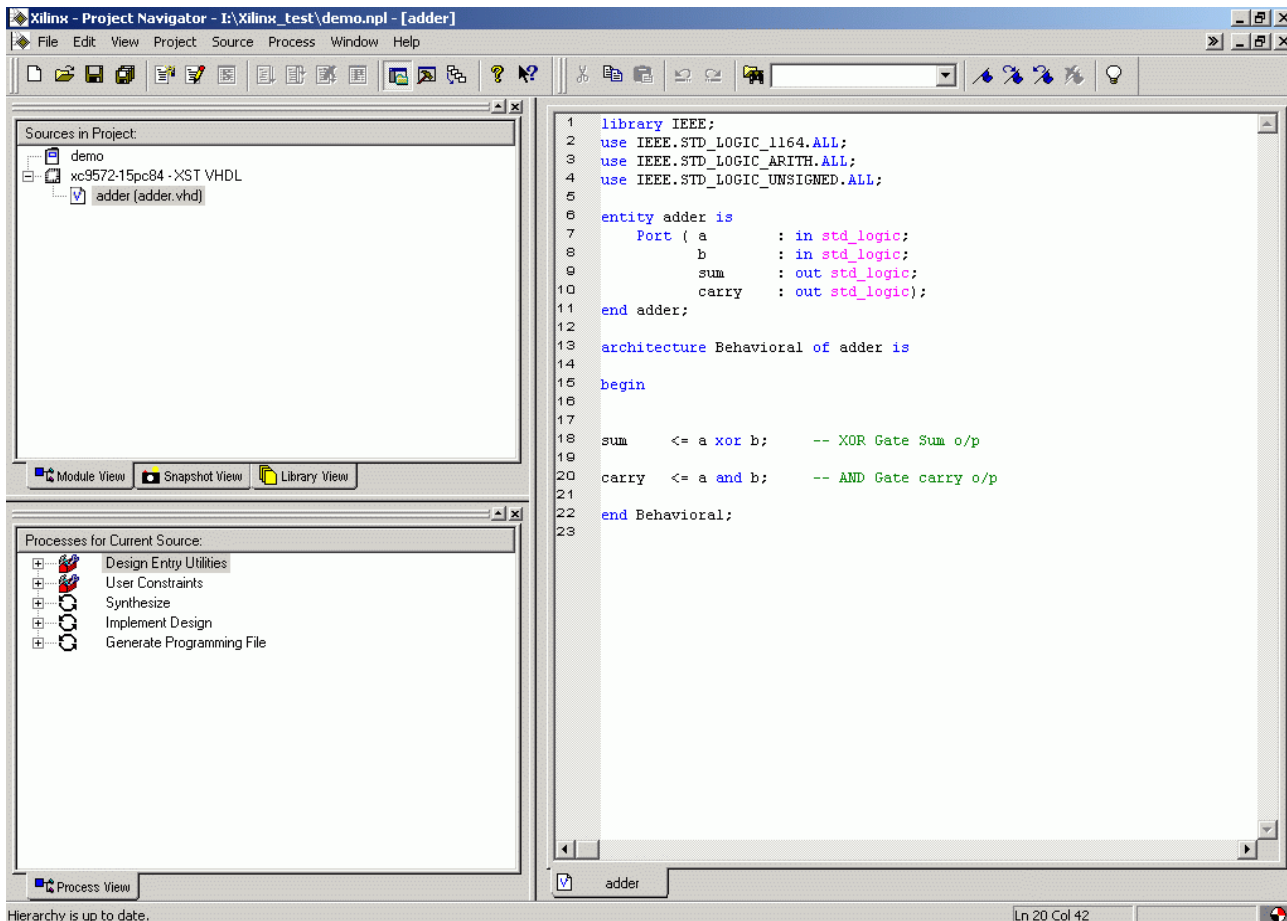 Xilinx - Project Navigator - I:\Xilinx_test\demo.npl - [adder]
File Edit View Project Source Process Window Help
Sources in Project:
demo
xc9572-15pc84 - XST VHDL
adder (adder.vhd)
Module View Snapshot View Library View
Processes for Current Source:
Design Entry Utilities
User Constraints
Synthesize
Implement Design
Generate Programming File
Process View
1 library IEEE;
2 use IEEE.STD_LOGIC_1164.ALL;
3 use IEEE.STD_LOGIC_ARITH.ALL;
4 use IEEE.STD_LOGIC_UNSIGNED.ALL;
5
6 entity adder is
7 Port ( a : in std_logic;
8 b : in std_logic;
9 sum : out std_logic;
10 carry : out std_logic);
11 end adder;
12
13 architecture Behavioral of adder is
14
15 begin
16
17
18 sum <= a xor b; -- XOR Gate Sum o/p
19
20 carry <= a and b; -- AND Gate carry o/p
21
22 end Behavioral;
23
adder
Hierarchy is up to date. Ln 20 Col 42